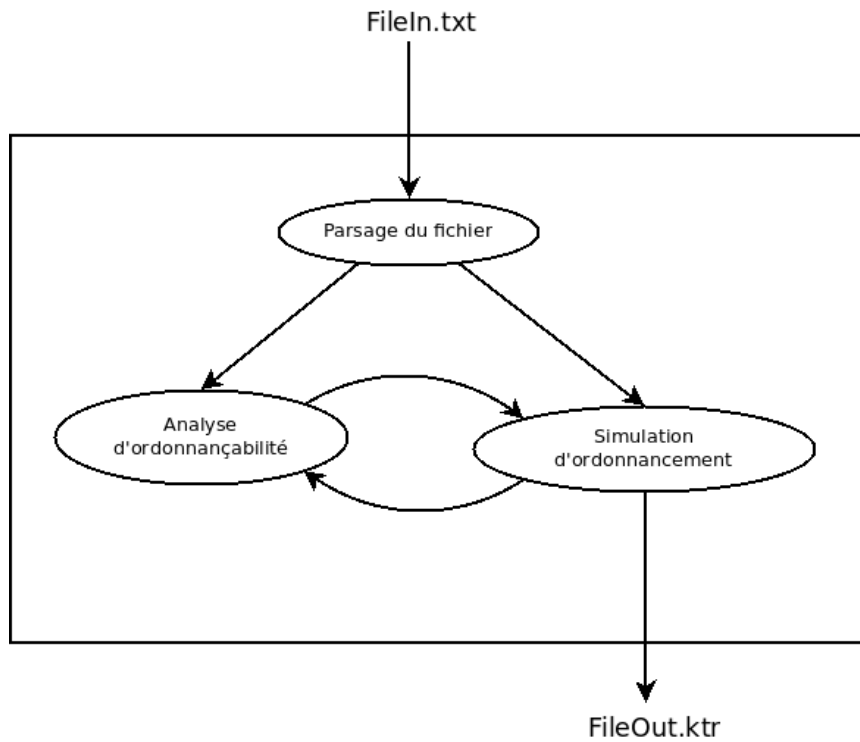 FileIn.txt
Parsage du fichier
Analyse
d'ordonnançabilité
Simulation
d'ordonnancement
FileOut.ktr